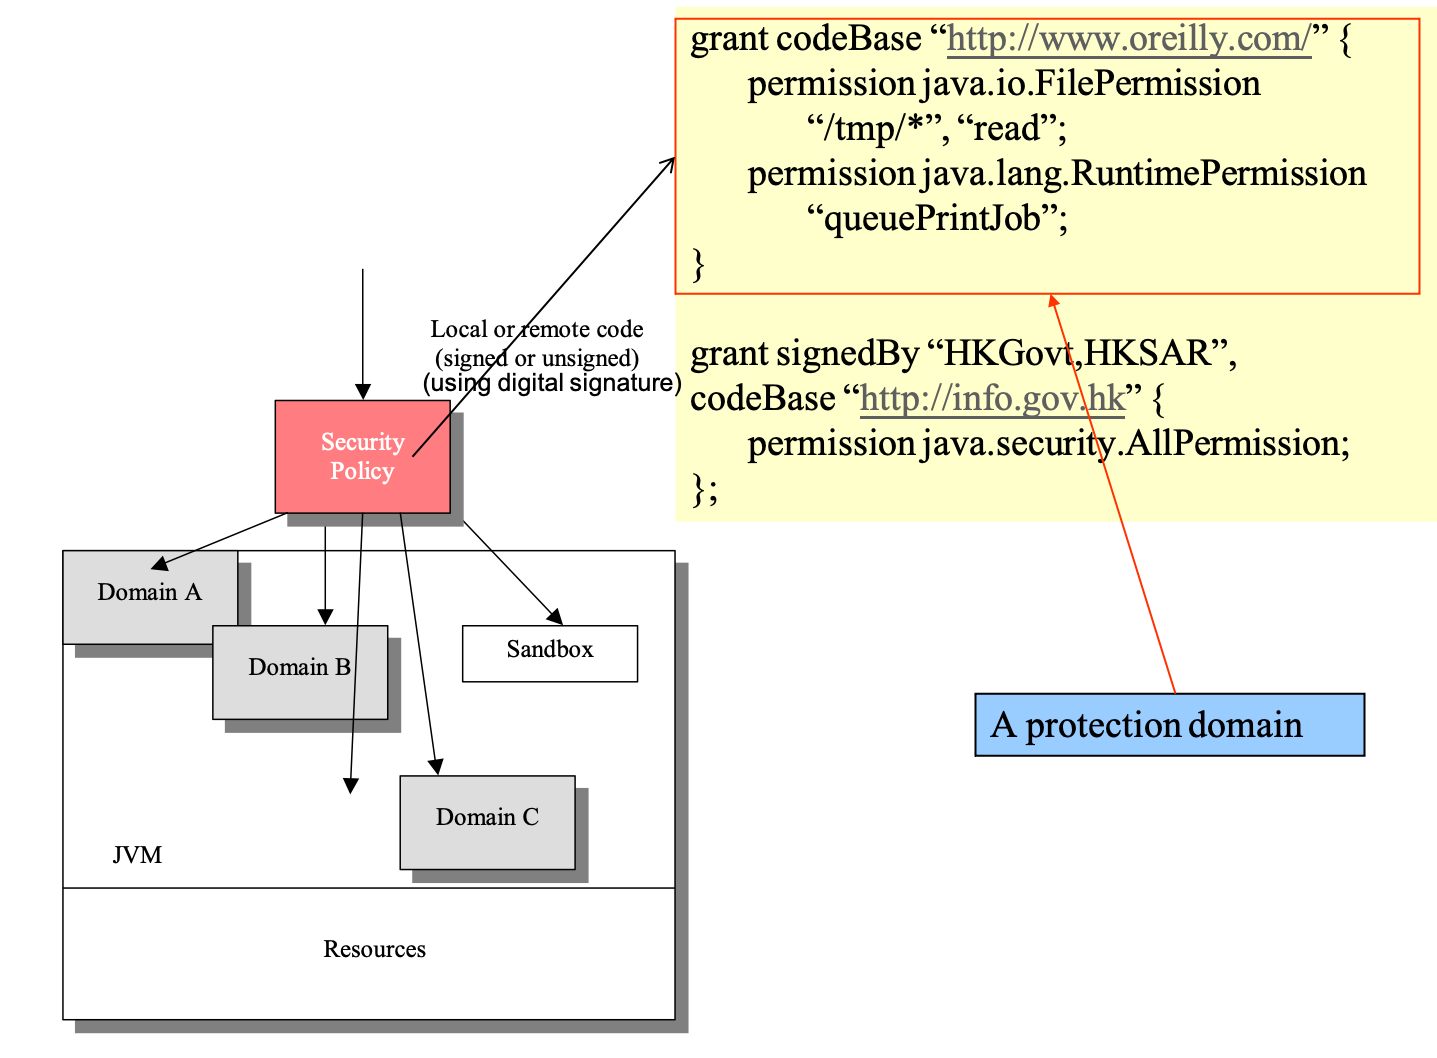 grant codeBase “http://www.oreilly.com/” {
permission java.io.FilePermission
“/tmp/*”, “read”;
permission java.lang.RuntimePermission
“queuePrintJob”;
}
grant signedBy “HKGovt,HKSAR”,
codeBase “http://info.gov.hk” {
permission java.security.AllPermission;
};
Local or remote code
(signed or unsigned)
(using digital signature)
Security
Policy
Domain A
Domain B
Sandbox
Domain C
JVM
Resources
A protection domain